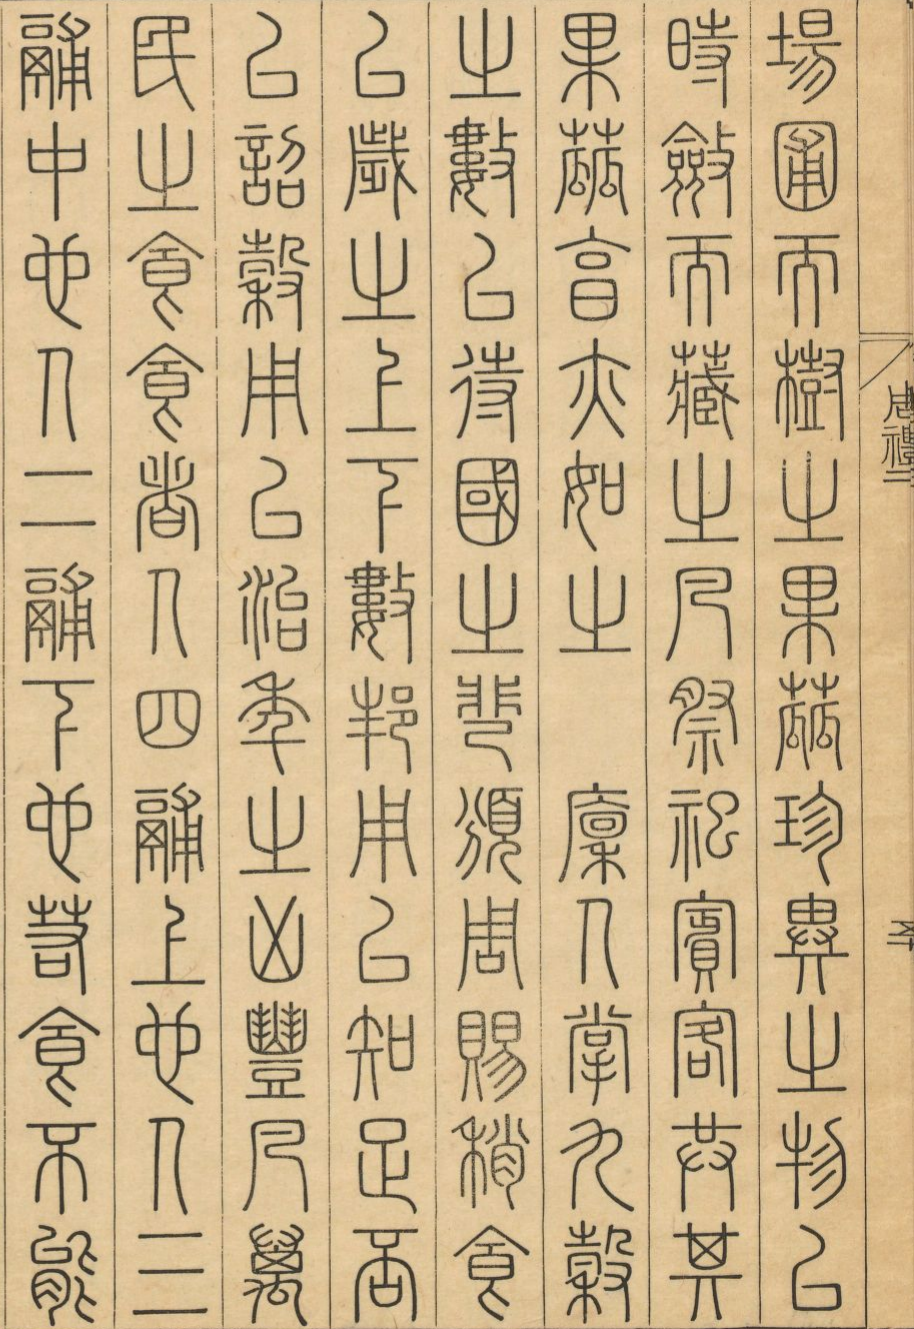 場圃而樹之果蓏珍異之物以
時斂而藏之凡祭祀賓客共其
果蓏享亦如之　廩人掌九穀
之數以待國之匪頒周賜稍食
以歲之上下數邦用以知足否
以詔穀用以治年之凶豐凡萬
民之食食者人四鬴上也人三
鬴中也人二鬴下也若食不能
周禮二